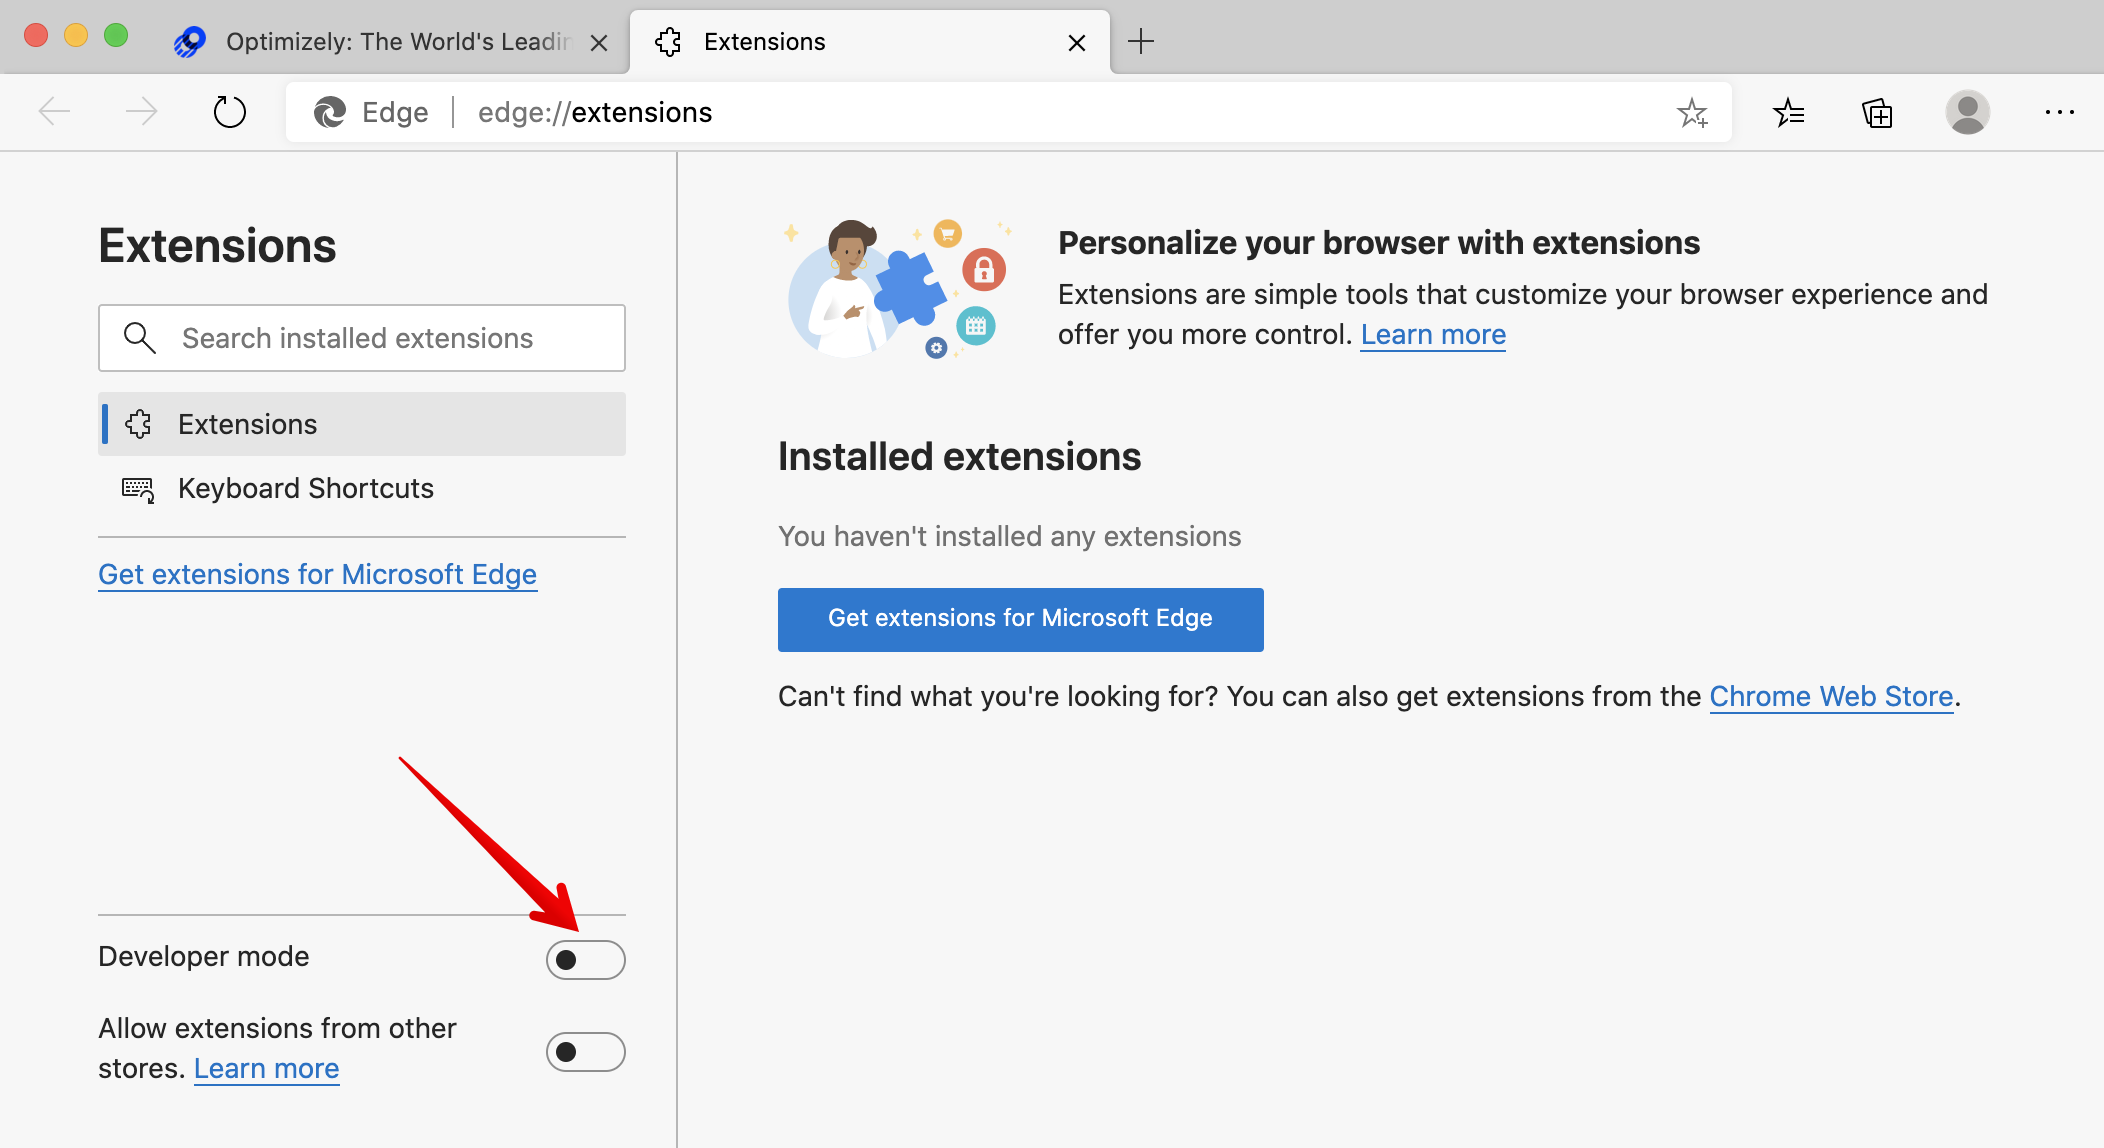 Optimizely: The World's Leadin
Extensions
Edge
edge://extensions
Extensions
Search installed extensions
Extensions
Keyboard Shortcuts
Get extensions for Microsoft Edge
Developer mode
Allow extensions from other
stores. Learn more
Personalize your browser with extensions
Extensions are simple tools that customize your browser experience and
offer you more control. Learn more
Installed extensions
You haven't installed any extensions
Get extensions for Microsoft Edge
Can't find what you're looking for? You can also get extensions from the Chrome Web Store.